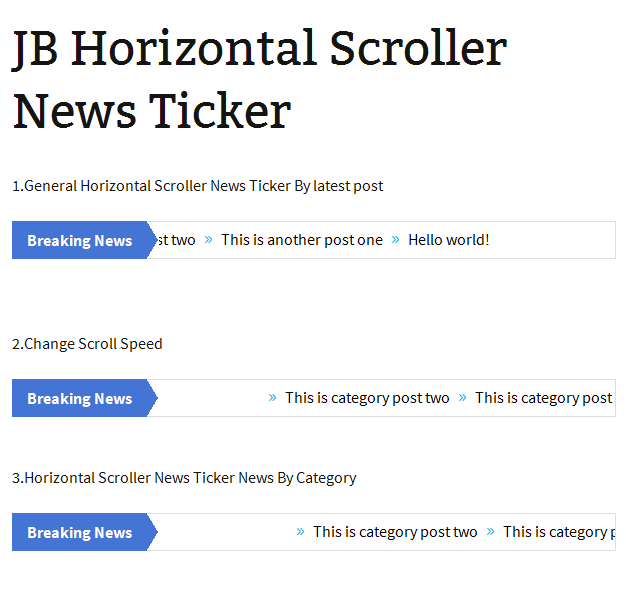 JB Horizontal Scroller
News Ticker
1.General Horizontal Scroller News Ticker By latest post
Breaking News st two » This is another post one » Hello world!
2.Change Scroll Speed
Breaking News » This is category post two » This is category post
3.Horizontal Scroller News Ticker News By Category
Breaking News » This is category post two » This is category p